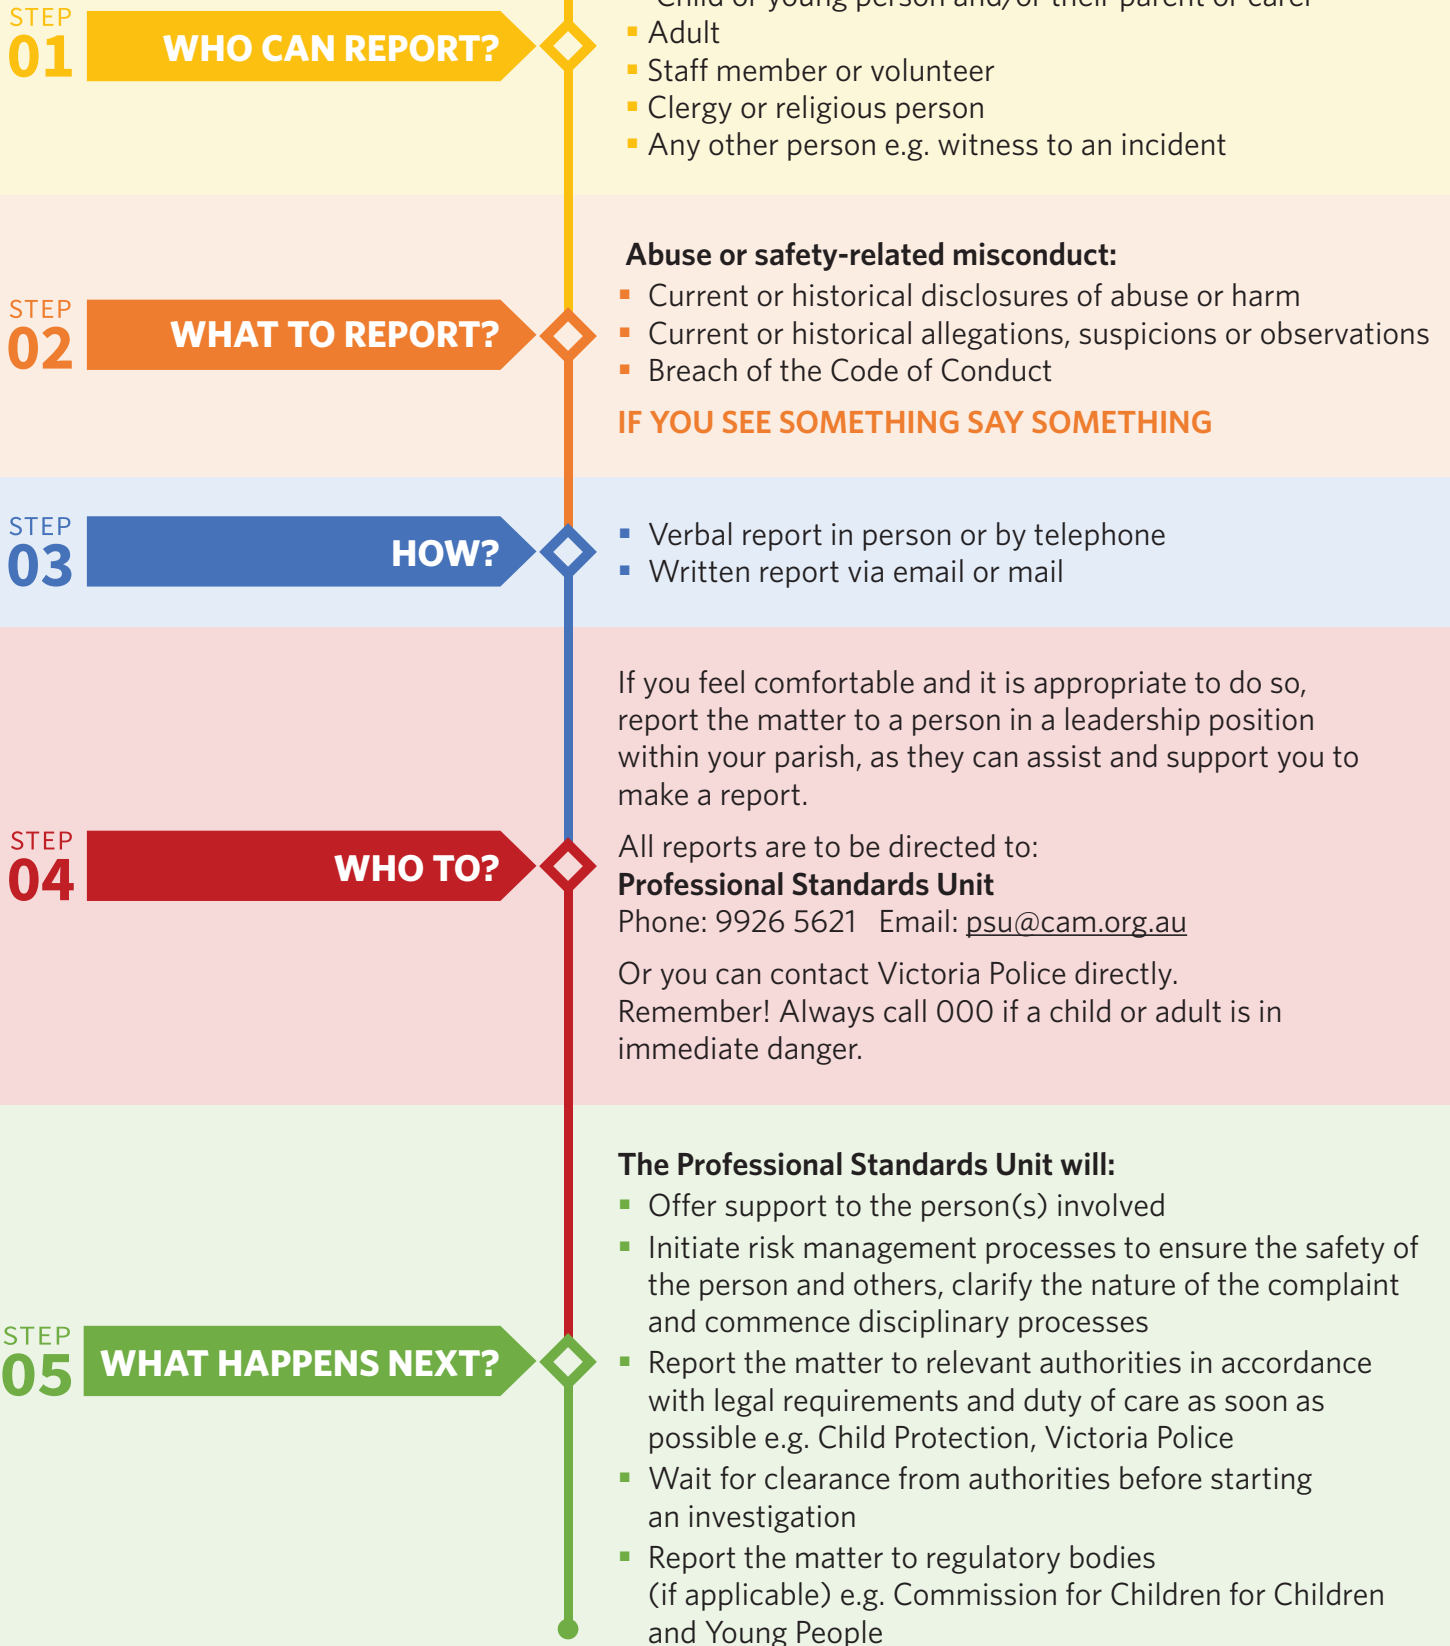 STEP
01
WHO CAN REPORT?
Child or young person and/or their parent or carer
Adult
Staff member or volunteer
Clergy or religious person
Any other person e.g. witness to an incident
STEP
02
WHAT TO REPORT?
Abuse or safety-related misconduct:
Current or historical disclosures of abuse or harm
Current or historical allegations, suspicions or observations
Breach of the Code of Conduct
IF YOU SEE SOMETHING SAY SOMETHING
STEP
03
HOW?
Verbal report in person or by telephone
Written report via email or mail
STEP
04
WHO TO?
If you feel comfortable and it is appropriate to do so,
report the matter to a person in a leadership position
within your parish, as they can assist and support you to
make a report.
All reports are to be directed to:
Professional Standards Unit
Phone: 9926 5621 Email: psu@cam.org.au
Or you can contact Victoria Police directly.
Remember! Always call 000 if a child or adult is in
immediate danger.
STEP
05
WHAT HAPPENS NEXT?
The Professional Standards Unit will:
Offer support to the person(s) involved
Initiate risk management processes to ensure the safety of
the person and others, clarify the nature of the complaint
and commence disciplinary processes
Report the matter to relevant authorities in accordance
with legal requirements and duty of care as soon as
possible e.g. Child Protection, Victoria Police
Wait for clearance from authorities before starting
an investigation
Report the matter to regulatory bodies
(if applicable) e.g. Commission for Children for Children
and Young People